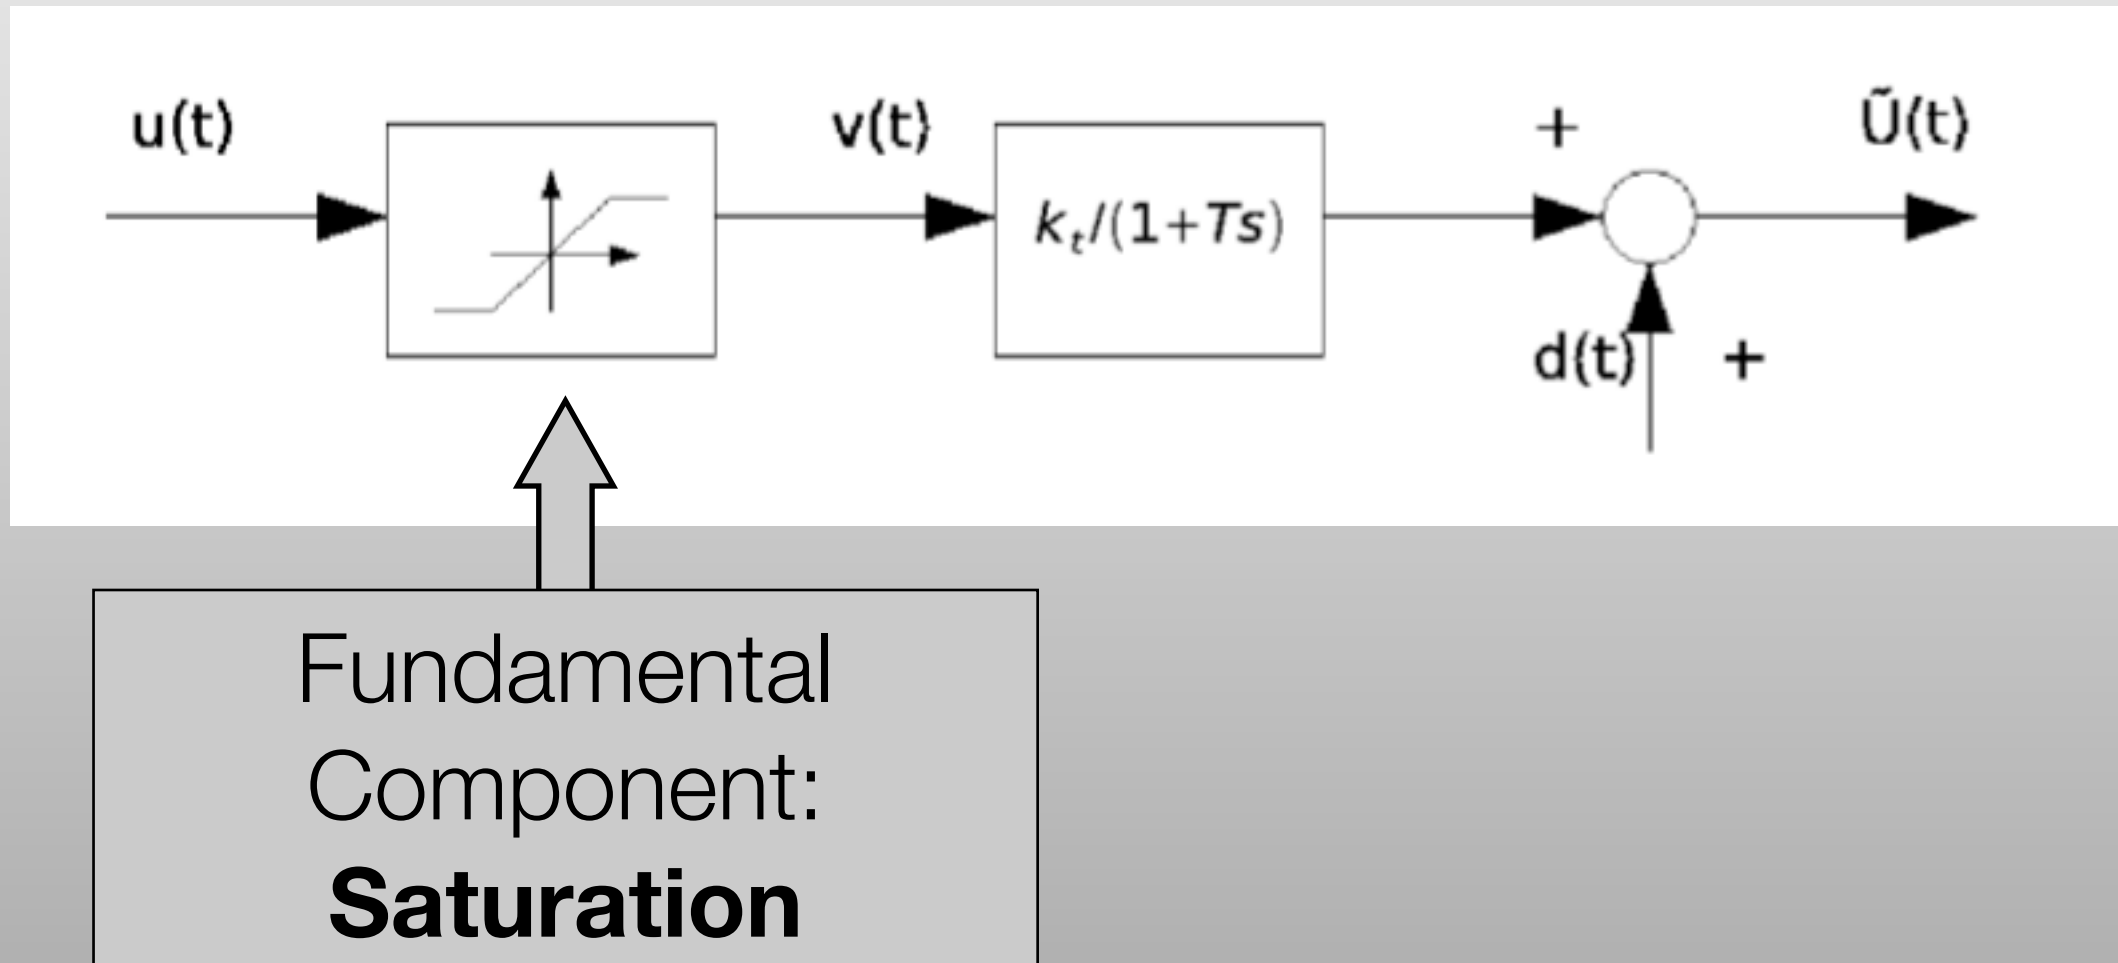 u(t)
v(t)
+
Ũ(t)
k_t/(1+Ts)
d(t)
+
Fundamental
Component:
Saturation